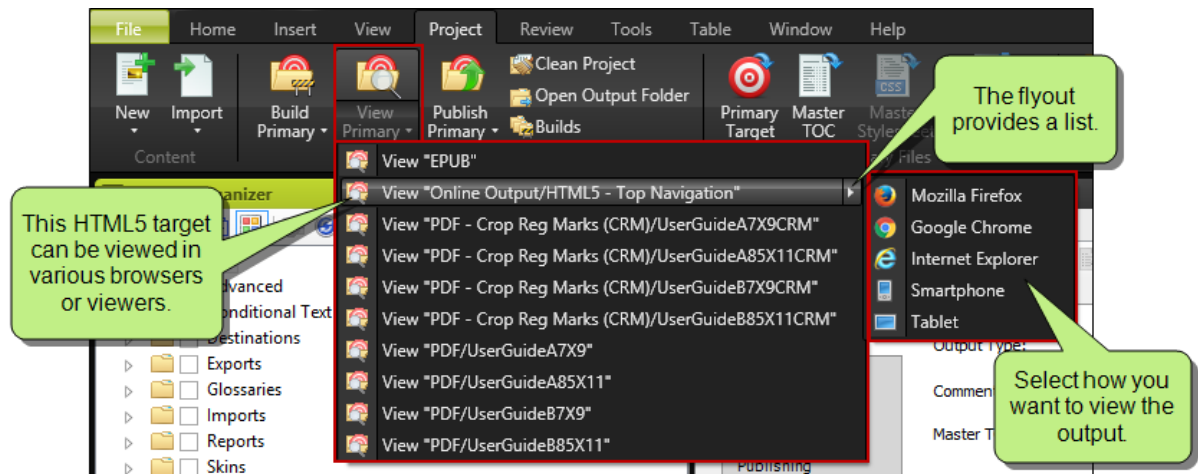 File Home Insert View Project Review Tools Table Window Help
New Import Build Primary View Primary Publish Primary
Clean Project
Open Output Folder
Builds
Primary Target Master TOC
Content
Files
The flyout
provides a list.
This HTML5 target
can be viewed in
various browsers
or viewers.
View "EPUB"
View "Online Output/HTML5 - Top Navigation"
View "PDF - Crop Reg Marks (CRM)/UserGuideA7X9CRM"
View "PDF - Crop Reg Marks (CRM)/UserGuideA85X11CRM"
View "PDF - Crop Reg Marks (CRM)/UserGuideB7X9CRM"
View "PDF - Crop Reg Marks (CRM)/UserGuideB85X11CRM"
View "PDF/UserGuideA7X9"
View "PDF/UserGuideA85X11"
View "PDF/UserGuideB7X9"
View "PDF/UserGuideB85X11"
Mozilla Firefox
Google Chrome
Internet Explorer
Smartphone
Tablet
Conditional Text
Destinations
Exports
Glossaries
Imports
Reports
Skins
Output Type:
Commen
Master T
Publishing
Select how you
want to view the
output.